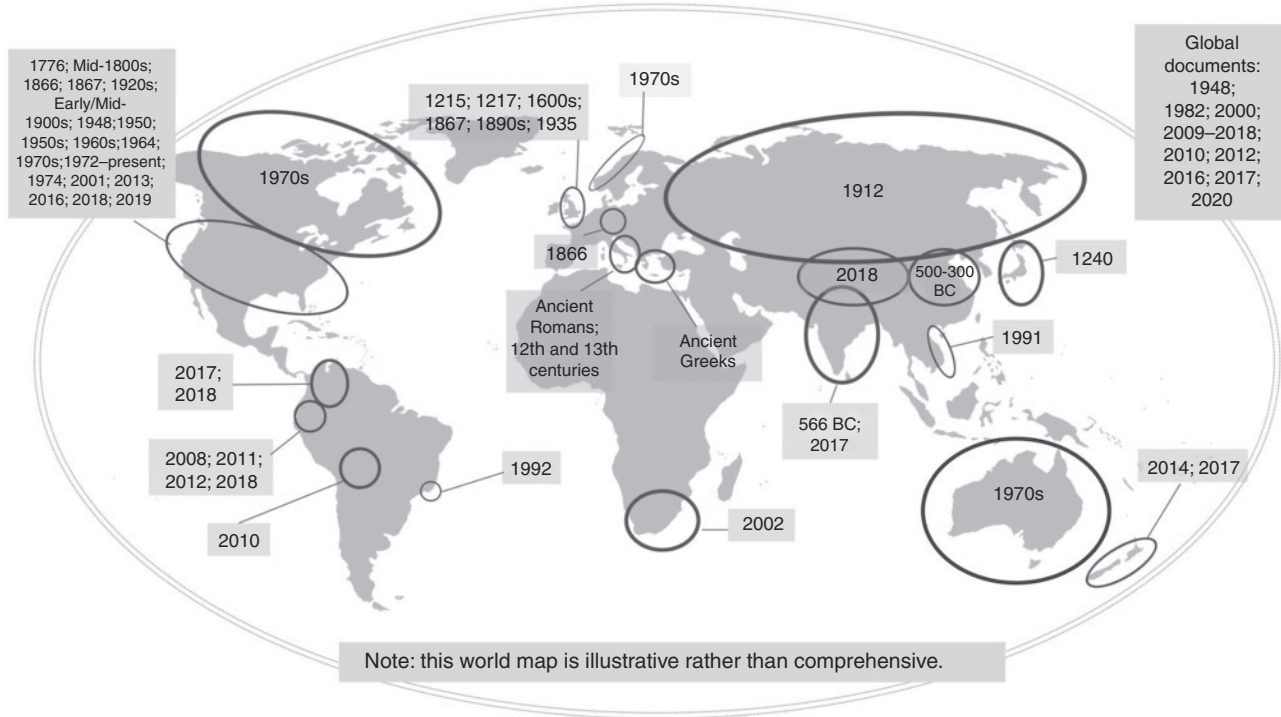 1776; Mid-1800s;
1866; 1867; 1920s;
Early/Mid-
1900s; 1948;1950;
1950s; 1960s;1964;
1970s;1972–present;
1974; 2001; 2013;
2016; 2018; 2019
1970s
1215; 1217; 1600s;
1867; 1890s; 1935
1970s
Global
documents:
1948;
1982; 2000;
2009–2018;
2010; 2012;
2016; 2017;
2020
1912
1866
2018
500-300
BC
1240
Ancient
Romans;
12th and 13th
centuries
Ancient
Greeks
1991
2017;
2018
566 BC;
2017
2008; 2011;
2012; 2018
1992
2014; 2017
1970s
2010
2002
Note: this world map is illustrative rather than comprehensive.